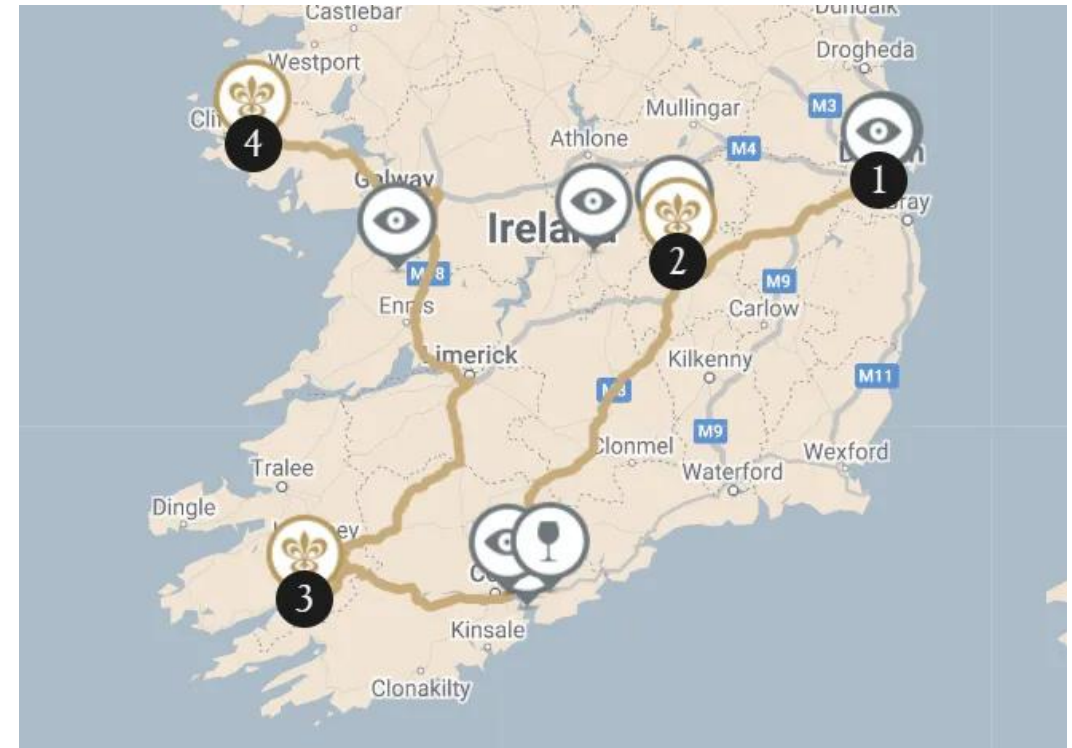 Castlebar
Dundalk
Drogheda
Westport
M3
Mullingar
Athlone
M4
4
1
Galway
Bray
Ireland
2
M9
Ennis
Carlow
Limerick
Kilkenny
M11
M9
Clonmel
Wexford
Tralee
Waterford
Dingle
3
Kinsale
Clonakilty